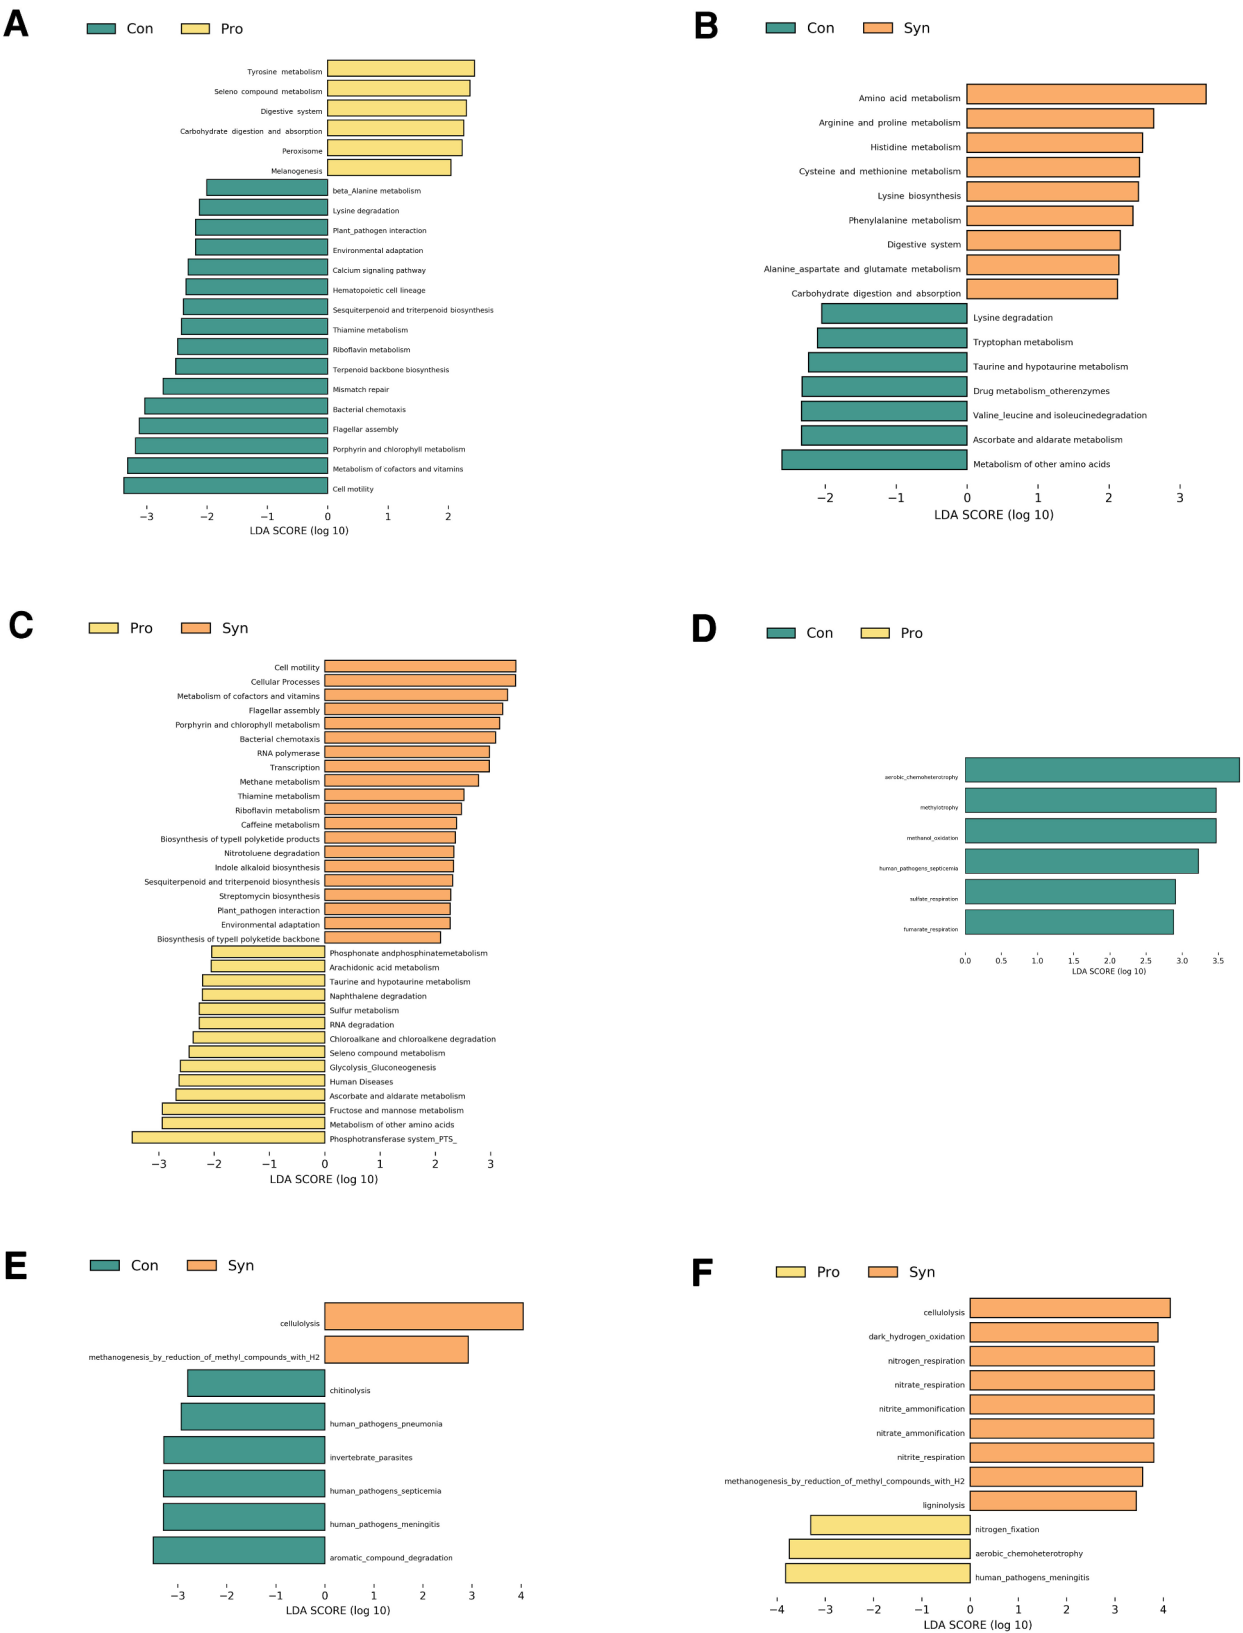 A
Con
Pro
Tyrosine metabolism
Seleno compound metabolism
Digestive system
Carbohydrate digestion and absorption
Peroxisome
Melanogenesis
beta_Alanine metabolism
Lysine degradation
Plant_pathogen interaction
Environmental adaptation
Calcium signaling pathway
Hematopoietic cell lineage
Sesquiterpenoid and triterpenoid biosynthesis
Thiamine metabolism
Riboflavin metabolism
Terpenoid backbone biosynthesis
Mismatch repair
Bacterial chemotaxis
Flagellar assembly
Porphyrin and chlorophyll metabolism
Metabolism of cofactors and vitamins
Cell motility
−3 −2 −1 0 1 2
LDA SCORE (log 10)
B
Con
Syn
Amino acid metabolism
Arginine and proline metabolism
Histidine metabolism
Cysteine and methionine metabolism
Lysine biosynthesis
Phenylalanine metabolism
Digestive system
Alanine_aspartate and glutamate metabolism
Carbohydrate digestion and absorption
Lysine degradation
Tryptophan metabolism
Taurine and hypotaurine metabolism
Drug metabolism_otherenzymes
Valine_leucine and isoleucinedegradation
Ascorbate and aldarate metabolism
Metabolism of other amino acids
−2 −1 0 1 2 3
LDA SCORE (log 10)
C
Pro
Syn
Cell motility
Cellular Processes
Metabolism of cofactors and vitamins
Flagellar assembly
Porphyrin and chlorophyll metabolism
Bacterial chemotaxis
RNA polymerase
Transcription
Methane metabolism
Thiamine metabolism
Riboflavin metabolism
Caffeine metabolism
Biosynthesis of typeII polyketide products
Nitrotoluene degradation
Indole alkaloid biosynthesis
Sesquiterpenoid and triterpenoid biosynthesis
Streptomycin biosynthesis
Plant_pathogen interaction
Environmental adaptation
Biosynthesis of typeII polyketide backbone
Phosphonate andphosphinatemetabolism
Arachidonic acid metabolism
Taurine and hypotaurine metabolism
Naphthalene degradation
Sulfur metabolism
RNA degradation
Chloroalkane and chloroalkene degradation
Seleno compound metabolism
Glycolysis_Gluconeogenesis
Human Diseases
Ascorbate and aldarate metabolism
Fructose and mannose metabolism
Metabolism of other amino acids
Phosphotransferase system_PTS_
−3 −2 −1 0 1 2 3
LDA SCORE (log 10)
D
Con
Pro
aerobic_chemoheterotrophy
methylotrophy
methanol_oxidation
human_pathogens_septicemia
sulfate_respiration
fumarate_respiration
0.0 0.5 1.0 1.5 2.0 2.5 3.0 3.5
LDA SCORE (log 10)
E
Con
Syn
cellulolysis
methanogenesis_by_reduction_of_methyl_compounds_with_H2
chitinolysis
human_pathogens_pneumonia
invertebrate_parasites
human_pathogens_septicemia
human_pathogens_meningitis
aromatic_compound_degradation
−3 −2 −1 0 1 2 3 4
LDA SCORE (log 10)
F
Pro
Syn
cellulolysis
dark_hydrogen_oxidation
nitrogen_respiration
nitrate_respiration
nitrite_ammonification
nitrate_ammonification
nitrite_respiration
methanogenesis_by_reduction_of_methyl_compounds_with_H2
ligninolysis
nitrogen_fixation
aerobic_chemoheterotrophy
human_pathogens_meningitis
−4 −3 −2 −1 0 1 2 3 4
LDA SCORE (log 10)